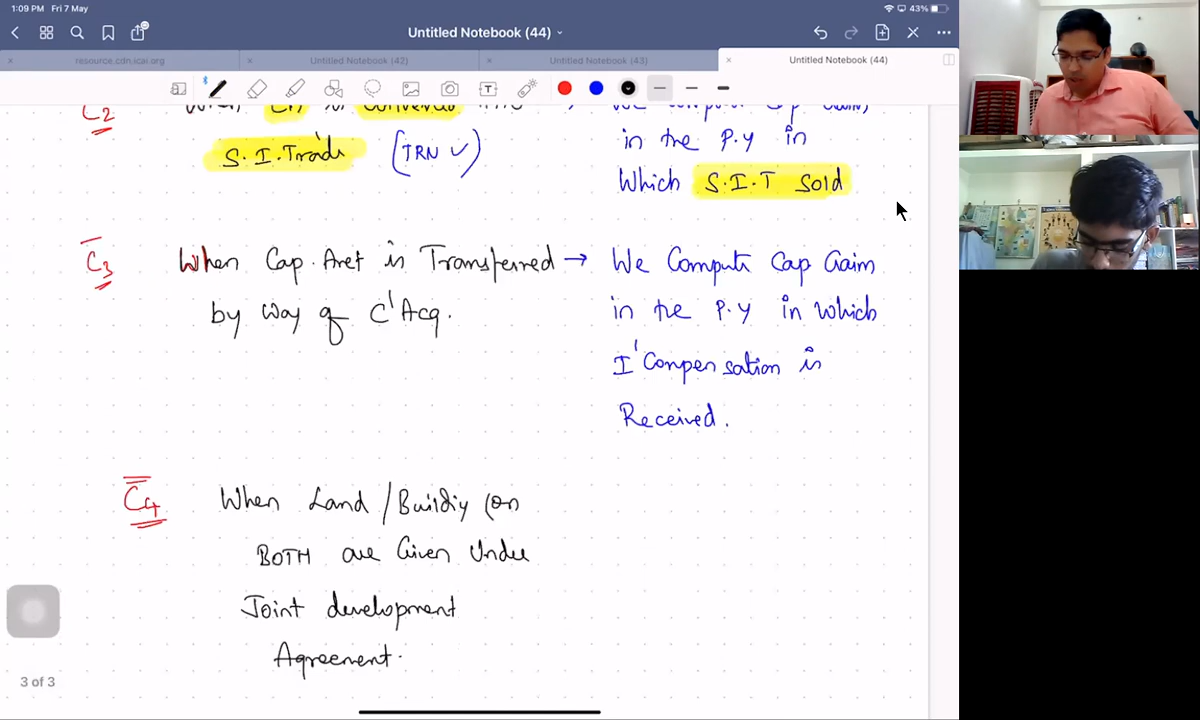 1:09 PM Fri 7 May
43%
Untitled Notebook (44)
resource.cdn.icai.org
Untitled Notebook (42)
Untitled Notebook (43)
Untitled Notebook (44)
C2
S.I.Trade (TRN ✓)
in the P.Y in
Which S.I.T Sold
C3 When Cap. Asset is Transferred → We Compute Cap Gain
by Way of C'Acq. in the P.Y in Which
I'Compensation is
Received.
C4 When Land/Building (or
BOTH are Given Under
Joint development
Agreement.
3 of 3